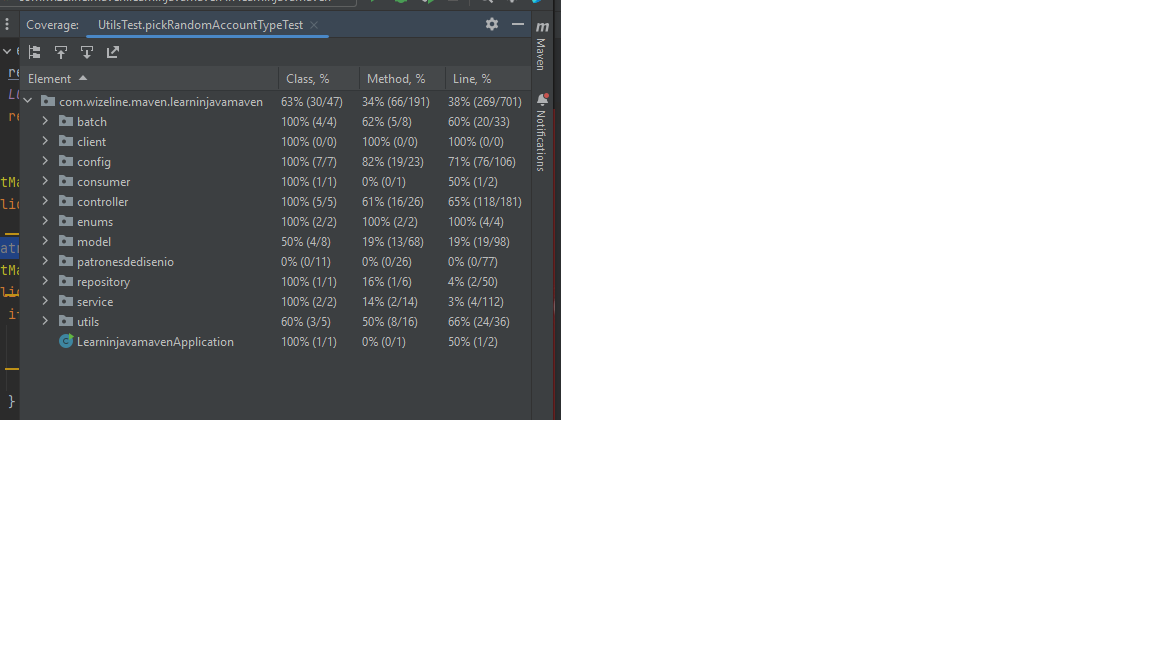 Coverage: UtilsTest.pickRandomAccountTypeTest
Element Class, % Method, % Line, %
com.wizeline.maven.learninjavamaven 63% (30/47) 34% (66/191) 38% (269/701)
batch 100% (4/4) 62% (5/8) 60% (20/33)
client 100% (0/0) 100% (0/0) 100% (0/0)
config 100% (7/7) 82% (19/23) 71% (76/106)
consumer 100% (1/1) 0% (0/1) 50% (1/2)
controller 100% (5/5) 61% (16/26) 65% (118/181)
enums 100% (2/2) 100% (2/2) 100% (4/4)
model 50% (4/8) 19% (13/68) 19% (19/98)
patronesdedisenio 0% (0/11) 0% (0/26) 0% (0/77)
repository 100% (1/1) 16% (1/6) 4% (2/50)
service 100% (2/2) 14% (2/14) 3% (4/112)
utils 60% (3/5) 50% (8/16) 66% (24/36)
LearninjavamavenApplication 100% (1/1) 0% (0/1) 50% (1/2)
}
m
Maven
Notifications